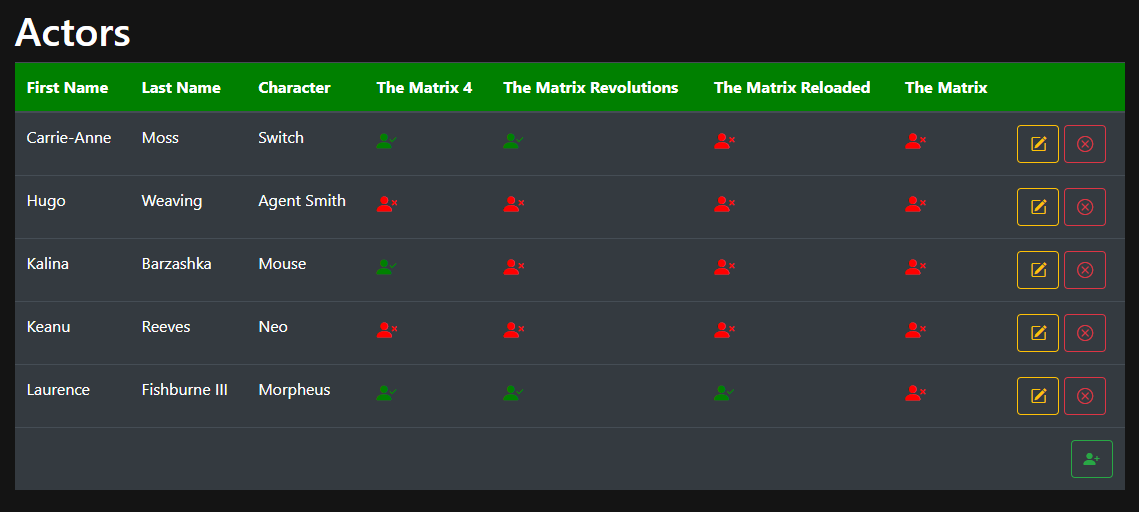 Actors
First Name Last Name Character The Matrix 4 The Matrix Revolutions The Matrix Reloaded The Matrix
Carrie-Anne Moss Switch
Hugo Weaving Agent Smith
Kalina Barzashka Mouse
Keanu Reeves Neo
Laurence Fishburne III Morpheus